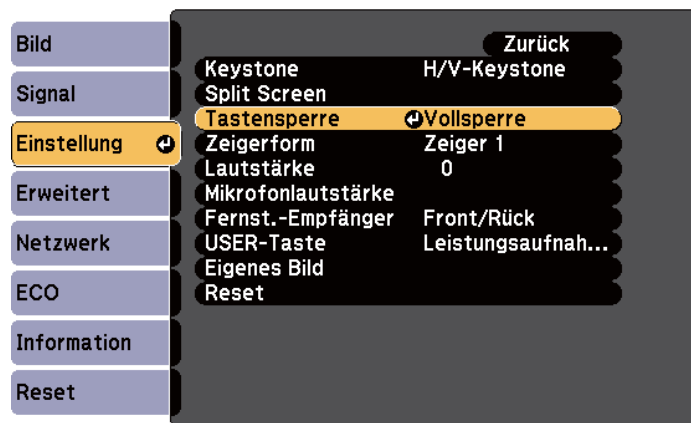 Bild
Signal
Einstellung
Erweitert
Netzwerk
ECO
Information
Reset
Zurück
Keystone H/V-Keystone
Split Screen
Tastensperre Vollsperre
Zeigerform Zeiger 1
Lautstärke 0
Mikrofonlautstärke
Fernst.-Empfänger Front/Rück
USER-Taste Leistungsaufnah...
Eigenes Bild
Reset